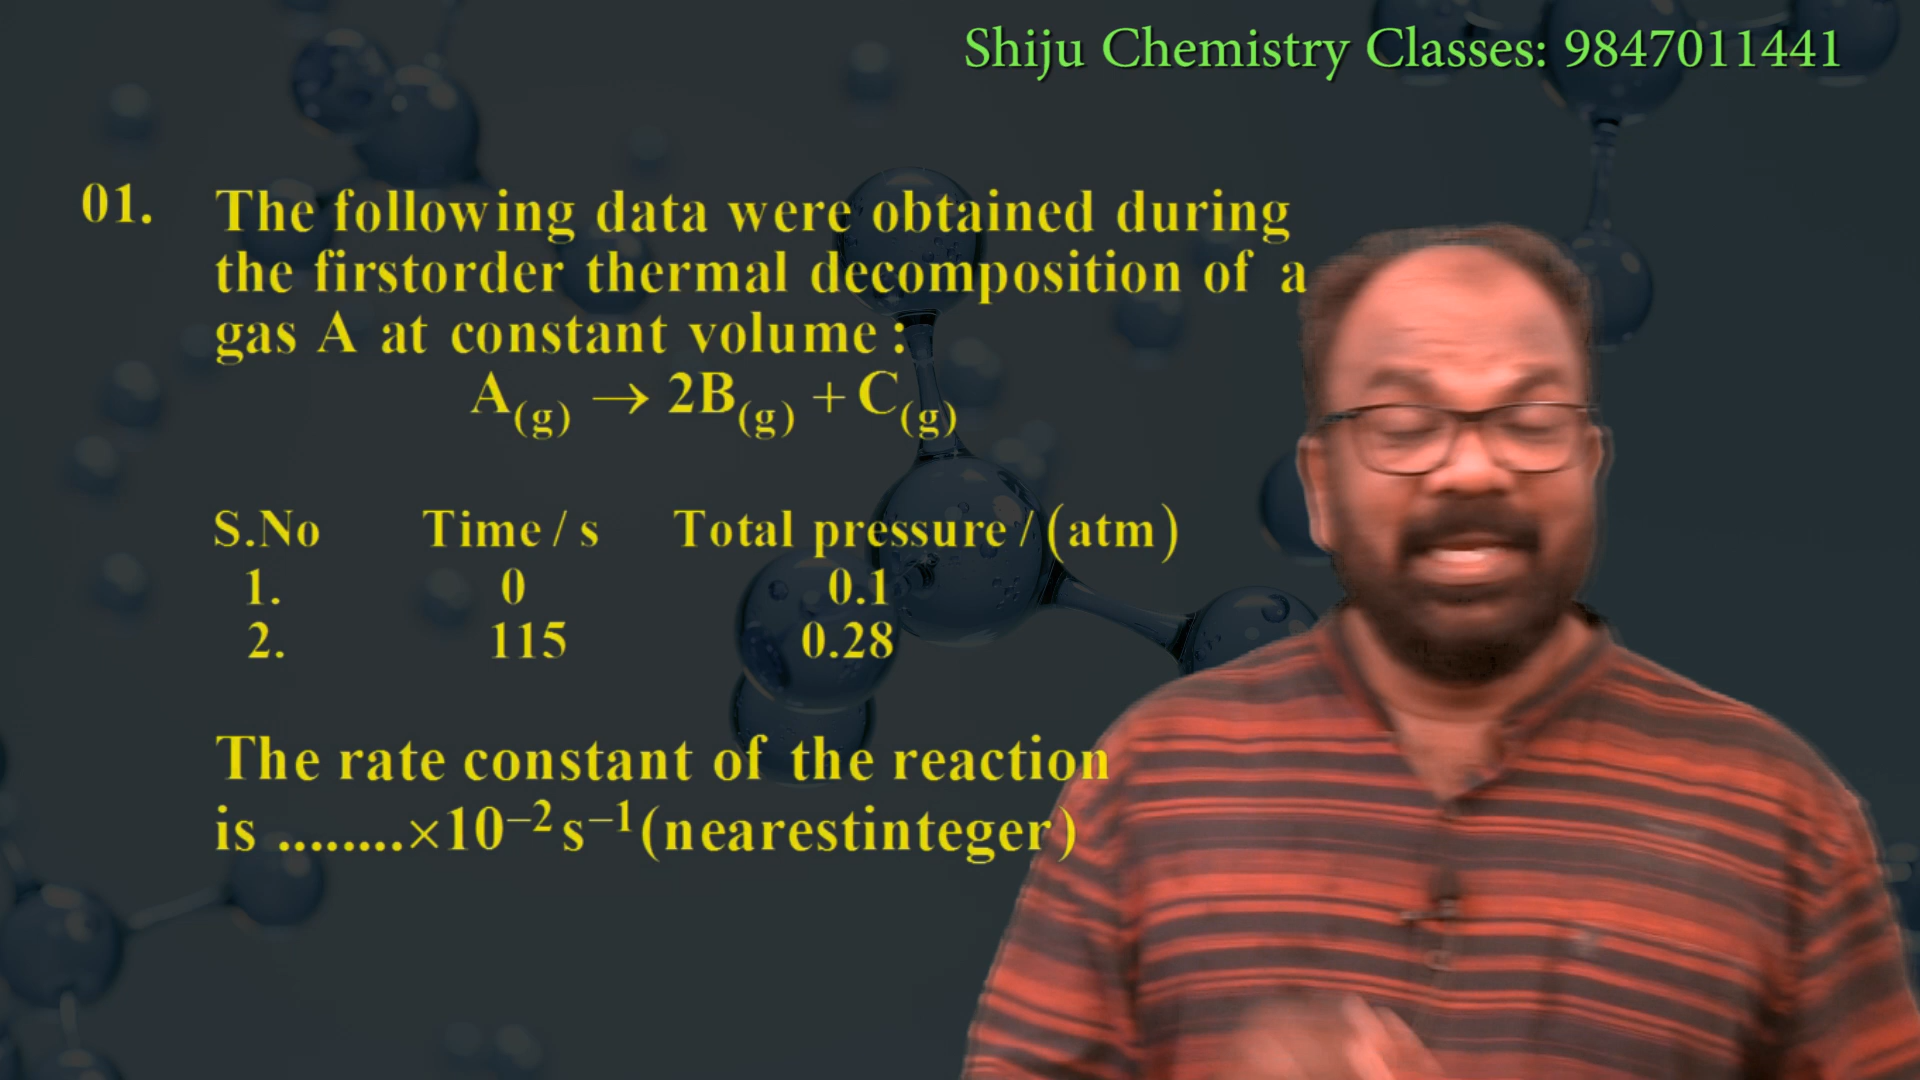 Shiju Chemistry Classes: 9847011441
01. The following data were obtained during
the firstorder thermal decomposition of a
gas A at constant volume :
A(g) → 2B(g) + C(g)
S.No Time / s Total pressure / (atm)
1. 0 0.1
2. 115 0.28
The rate constant of the reaction
is ........×10⁻² s⁻¹ (nearestinteger)